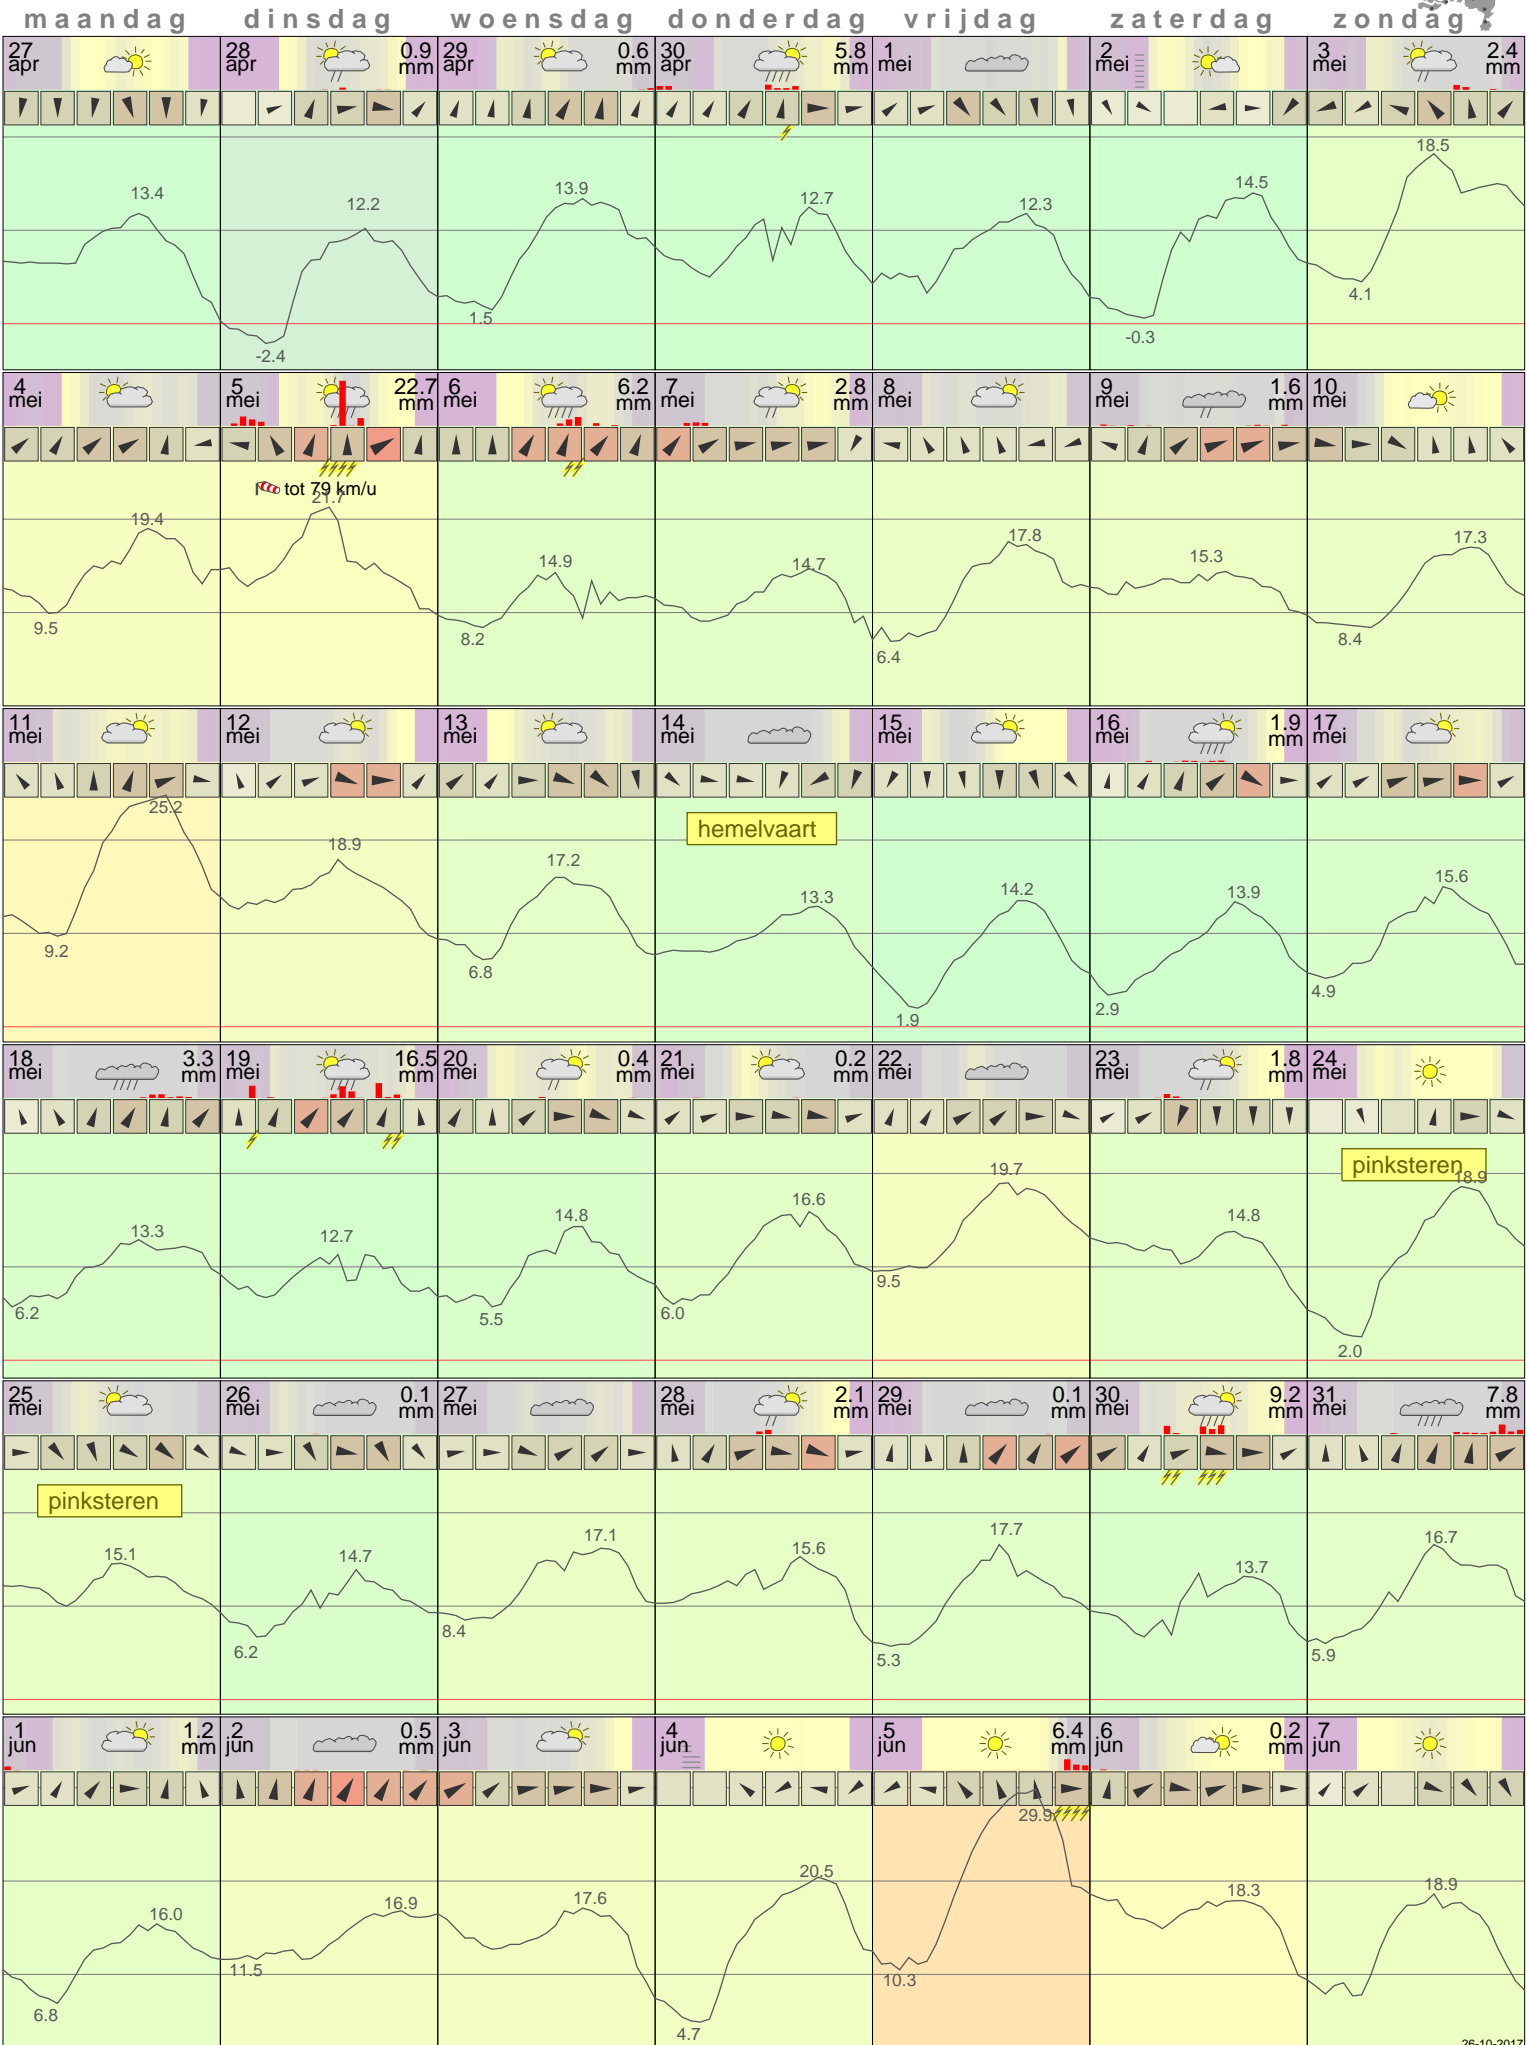 maandag dinsdag woensdag donderdag vrijdag zaterdag zondag
27 apr 28 apr 0.9 mm 29 apr 0.6 mm 30 apr 5.8 mm 1 mei 2 mei 3 mei 2.4 mm
13.4 12.2 -2.4 13.9 1.5 12.7 12.3 14.5 -0.3 18.5 4.1
4 mei 5 mei 22.7 mm 6 mei 6.2 mm 7 mei 2.8 mm 8 mei 9 mei 1.6 mm 10 mei
tot 79 km/u
19.4 9.5 21.7 14.9 8.2 14.7 17.8 6.4 15.3 17.3 8.4
11 mei 12 mei 13 mei 14 mei 15 mei 16 mei 1.9 mm 17 mei
hemelvaart
25.2 9.2 18.9 17.2 6.8 13.3 14.2 1.9 13.9 2.9 15.6 4.9
18 mei 3.3 mm 19 mei 16.5 mm 20 mei 0.4 mm 21 mei 0.2 mm 22 mei 23 mei 1.8 mm 24 mei
pinksteren
13.3 6.2 12.7 14.8 5.5 16.6 6.0 19.7 9.5 14.8 18.9 2.0
25 mei 26 mei 0.1 mm 27 mei 28 mei 2.1 mm 29 mei 0.1 mm 30 mei 9.2 mm 31 mei 7.8 mm
pinksteren
15.1 14.7 6.2 17.1 8.4 15.6 17.7 5.3 13.7 16.7 5.9
1 jun 1.2 mm 2 jun 0.5 mm 3 jun 4 jun 5 jun 6.4 mm 6 jun 0.2 mm 7 jun
16.0 6.8 16.9 11.5 17.6 20.5 4.7 29.9 10.3 18.3 18.9
26-10-2017